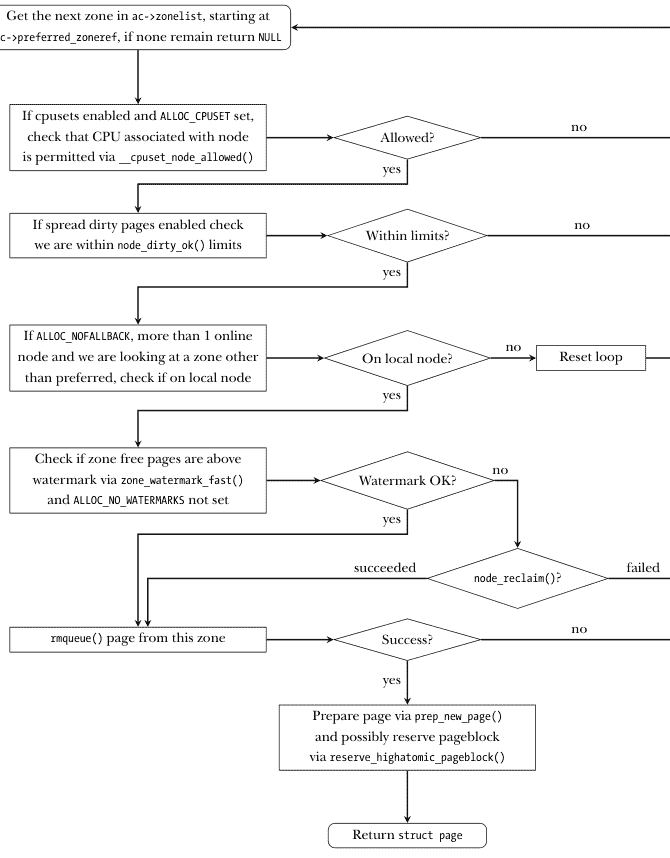 Get the next zone in ac->zonelist, starting at
c->preferred_zoneref, if none remain return NULL
If cpusets enabled and ALLOC_CPUSET set,
check that CPU associated with node
is permitted via __cpuset_node_allowed()
Allowed?
no
yes
If spread dirty pages enabled check
we are within node_dirty_ok() limits
Within limits?
no
yes
If ALLOC_NOFALLBACK, more than 1 online
node and we are looking at a zone other
than preferred, check if on local node
On local node?
no
Reset loop
yes
Check if zone free pages are above
watermark via zone_watermark_fast()
and ALLOC_NO_WATERMARKS not set
Watermark OK?
no
yes
succeeded
node_reclaim()?
failed
rmqueue() page from this zone
Success?
no
yes
Prepare page via prep_new_page()
and possibly reserve pageblock
via reserve_highatomic_pageblock()
Return struct page